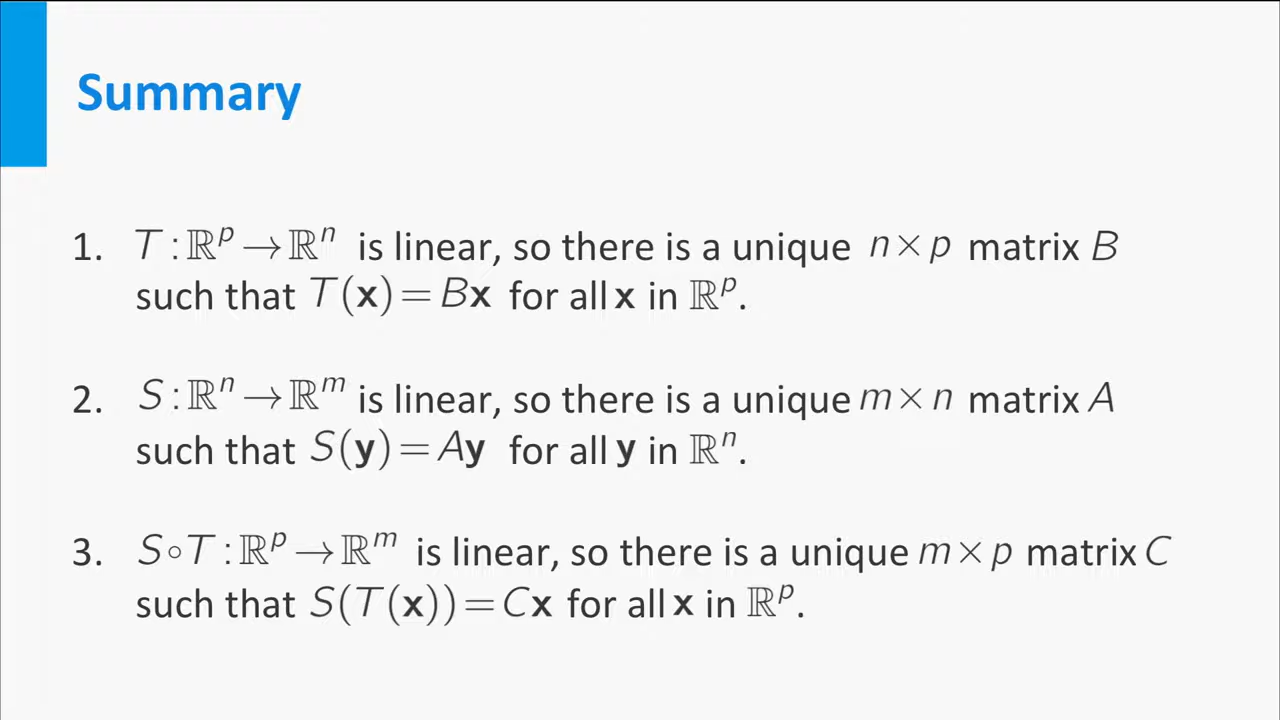 Summary
1. T : ℝᵖ → ℝⁿ is linear, so there is a unique n × p matrix B
such that T(x) = Bx for all x in ℝᵖ.
2. S : ℝⁿ → ℝᵐ is linear, so there is a unique m × n matrix A
such that S(y) = Ay for all y in ℝⁿ.
3. S ∘ T : ℝᵖ → ℝᵐ is linear, so there is a unique m × p matrix C
such that S(T(x)) = Cx for all x in ℝᵖ.